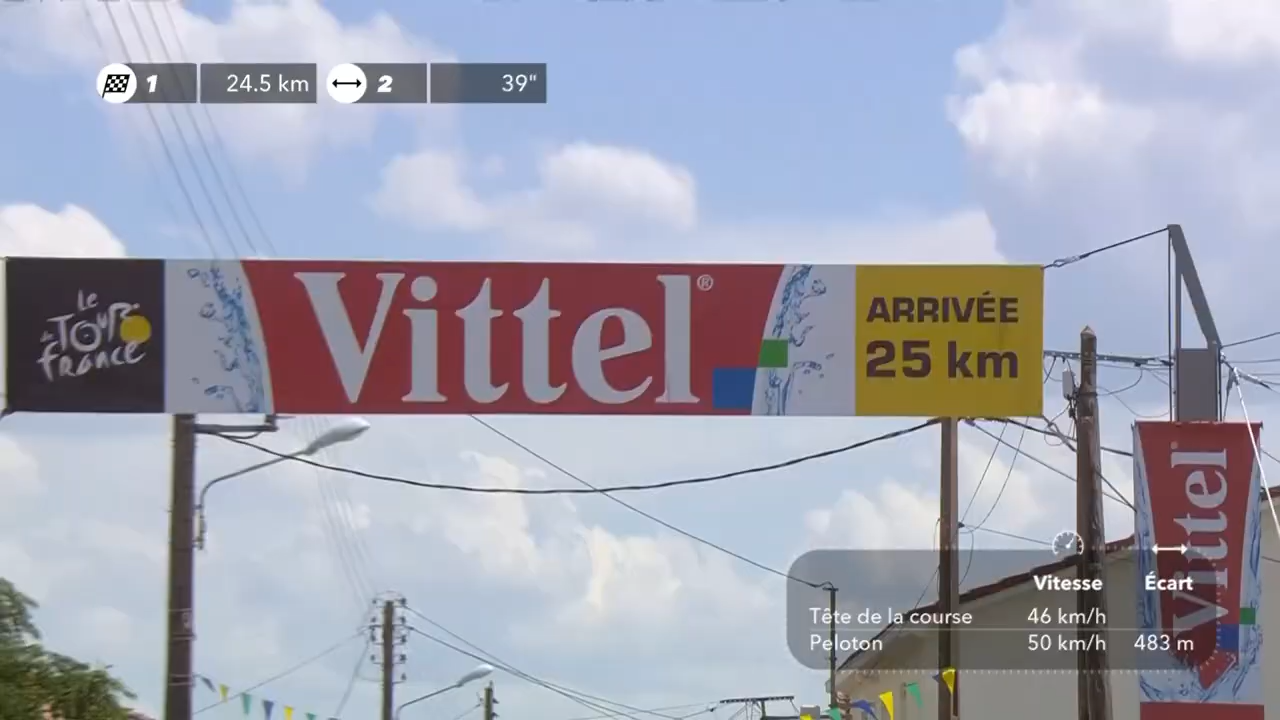 1 24.5 km 2 39"
Le
Tour
de
france
Vittel®
ARRIVÉE
25 km
Vittel
Vitesse Écart
Tête de la course 46 km/h
Peloton 50 km/h 483 m